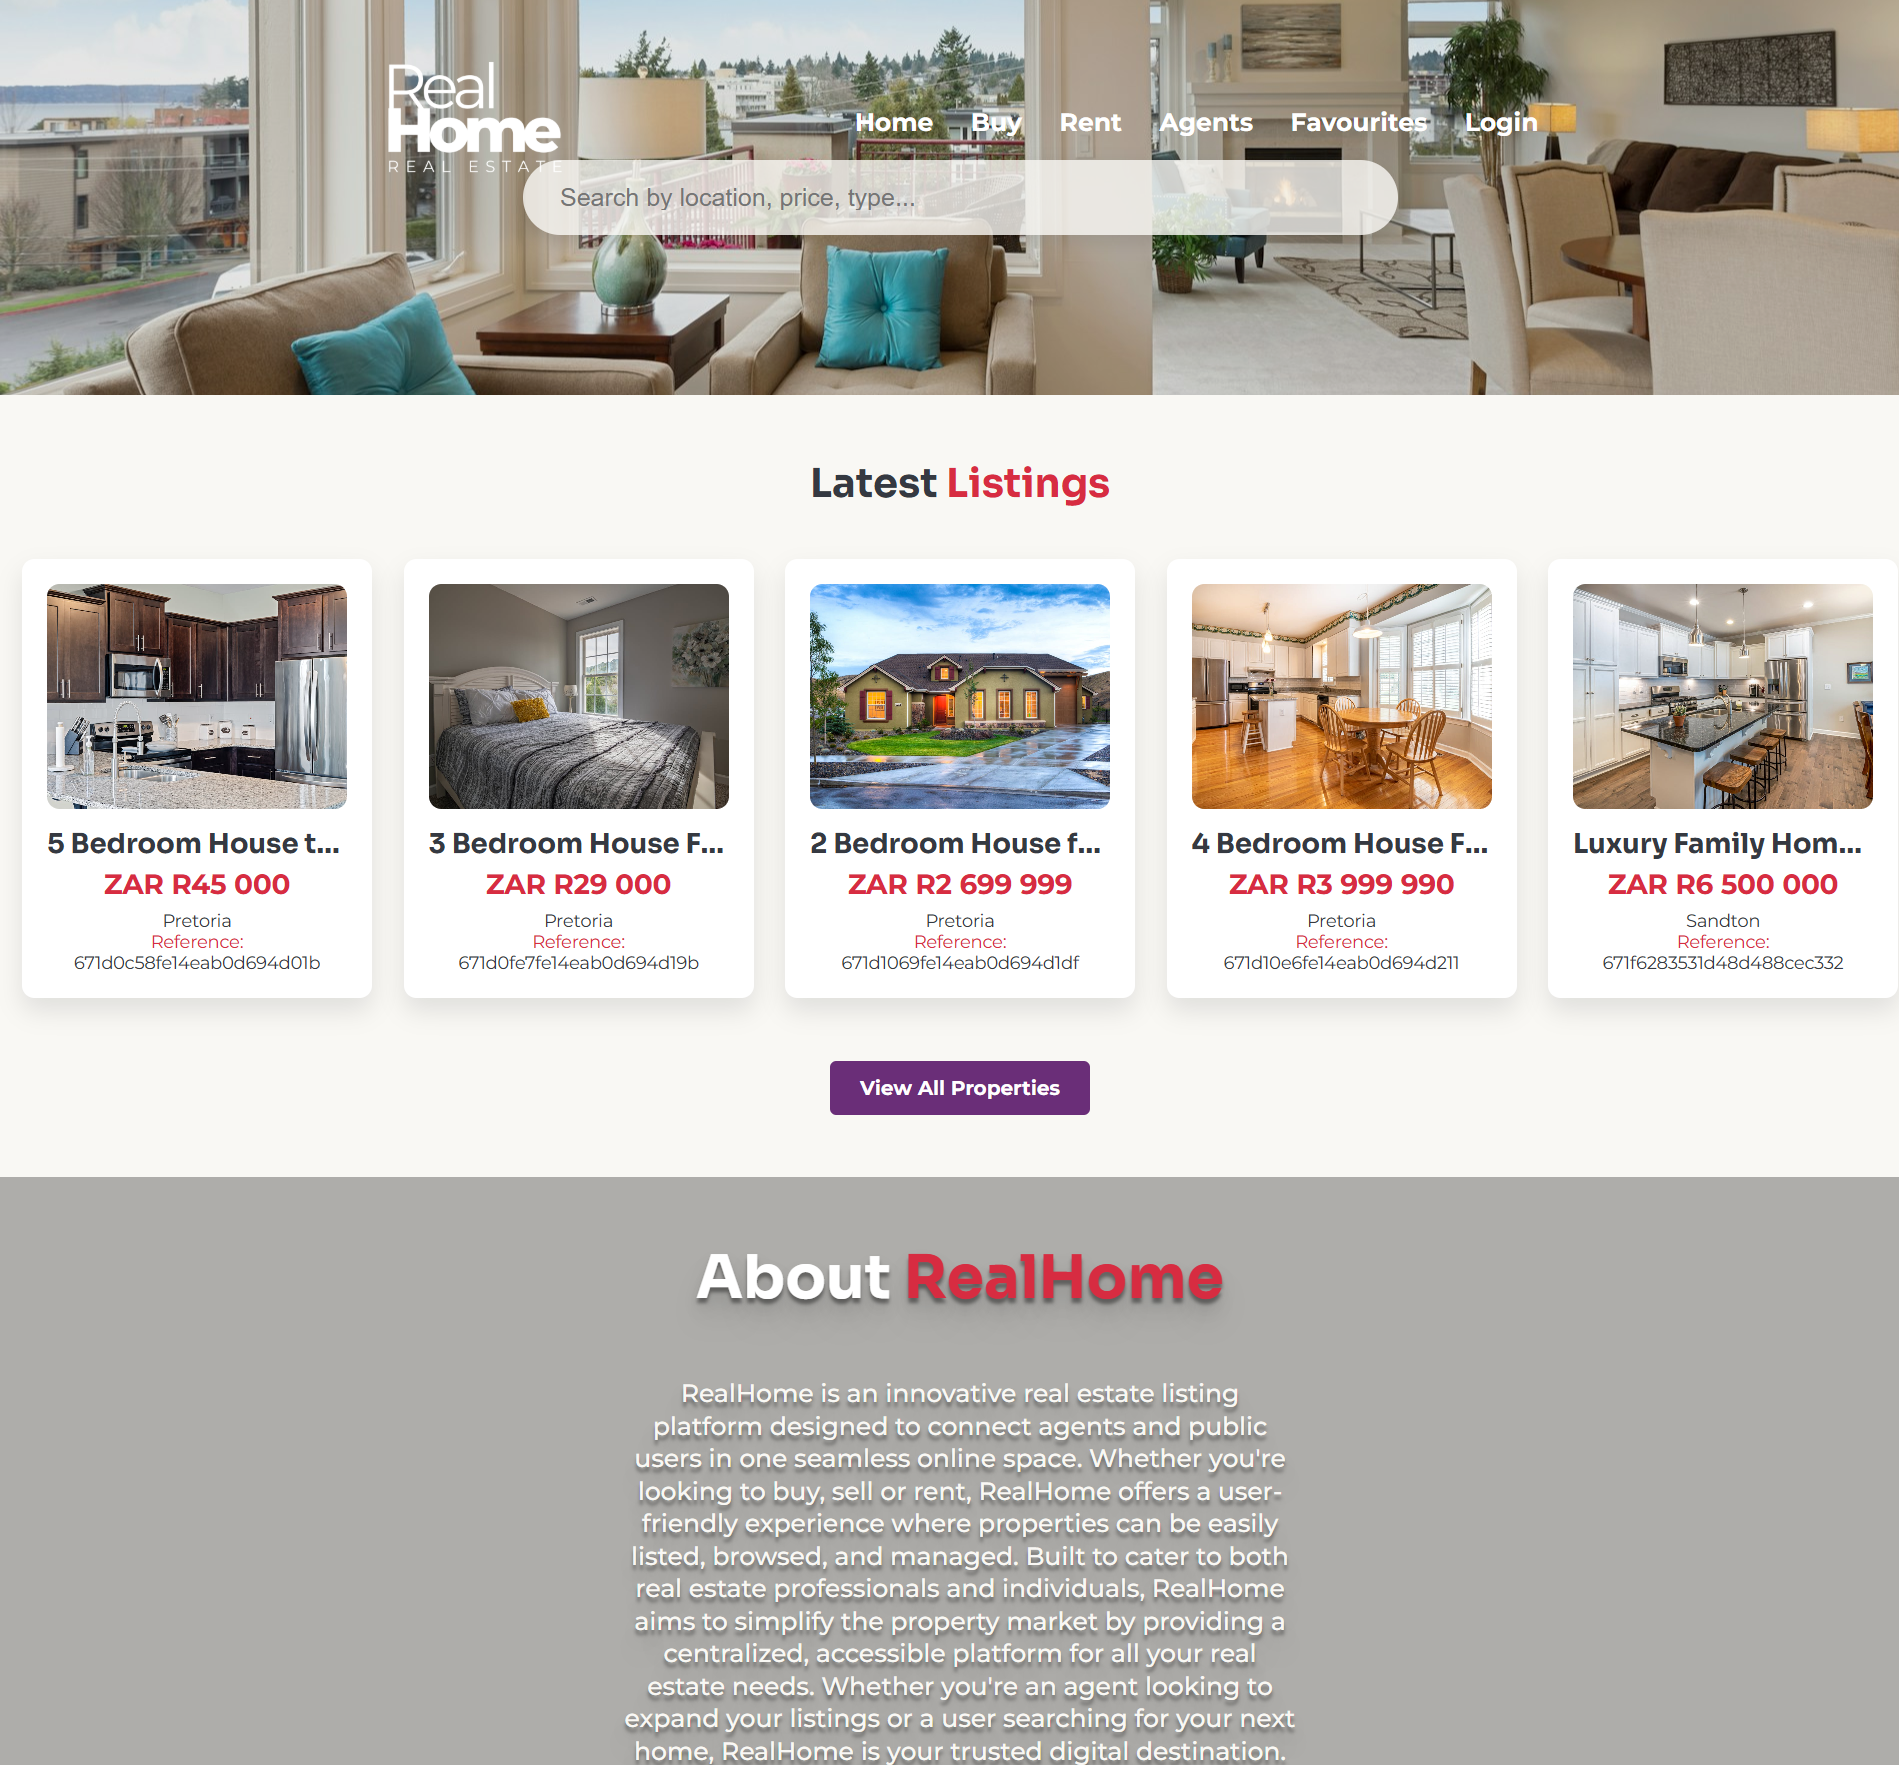 Real
Home
REAL ESTATE
Home Buy Rent Agents Favourites Login
Search by location, price, type...
Latest Listings
5 Bedroom House t...
ZAR R45 000
Pretoria
Reference:
671d0c58fe14eab0d694d01b
3 Bedroom House F...
ZAR R29 000
Pretoria
Reference:
671d0fe7fe14eab0d694d19b
2 Bedroom House f...
ZAR R2 699 999
Pretoria
Reference:
671d1069fe14eab0d694d1df
4 Bedroom House F...
ZAR R3 999 990
Pretoria
Reference:
671d10e6fe14eab0d694d211
Luxury Family Hom...
ZAR R6 500 000
Sandton
Reference:
671f6283531d48d488cec332
View All Properties
About RealHome
RealHome is an innovative real estate listing
platform designed to connect agents and public
users in one seamless online space. Whether you're
looking to buy, sell or rent, RealHome offers a user-
friendly experience where properties can be easily
listed, browsed, and managed. Built to cater to both
real estate professionals and individuals, RealHome
aims to simplify the property market by providing a
centralized, accessible platform for all your real
estate needs. Whether you're an agent looking to
expand your listings or a user searching for your next
home, RealHome is your trusted digital destination.